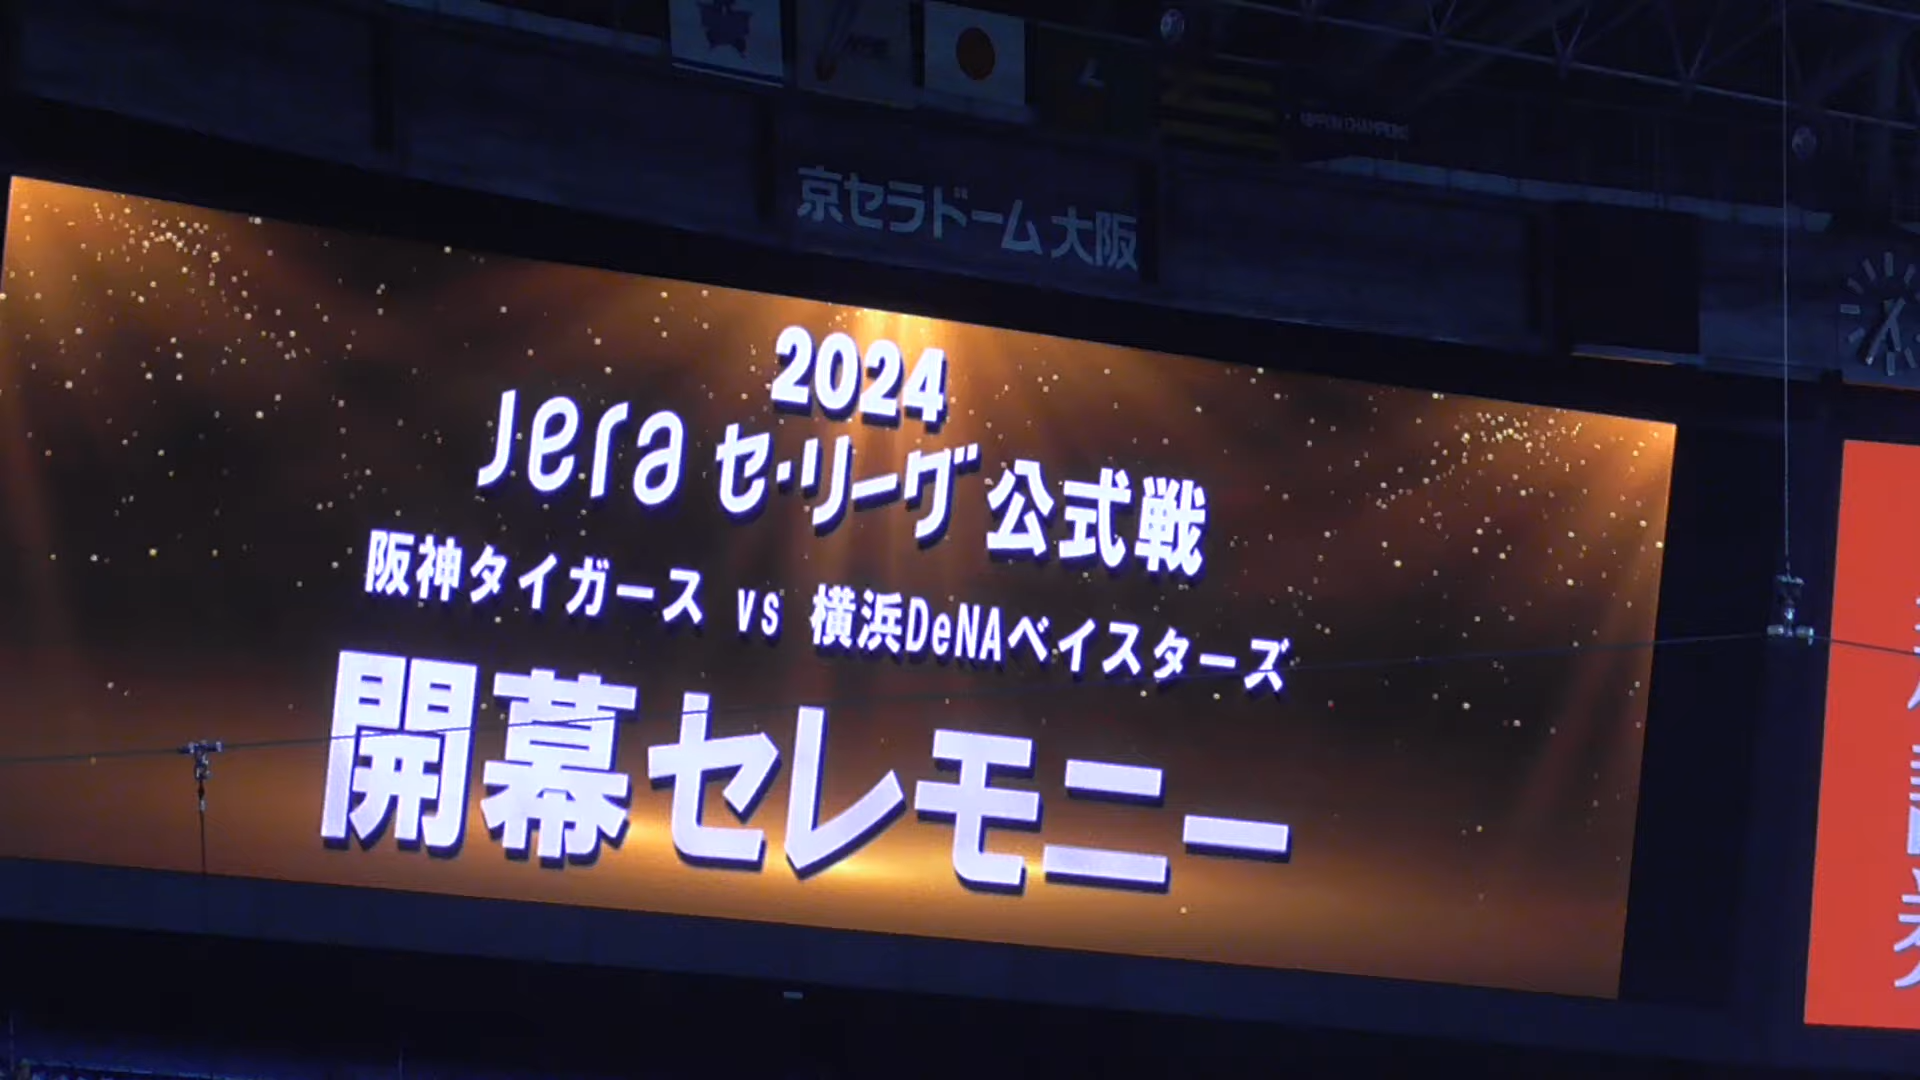 NIPPON CHAMPIONS
京セラドーム 大阪
2024
Jera セ・リーグ 公式戦
阪神タイガース vs 横浜DeNAベイスターズ
開幕セレモニー